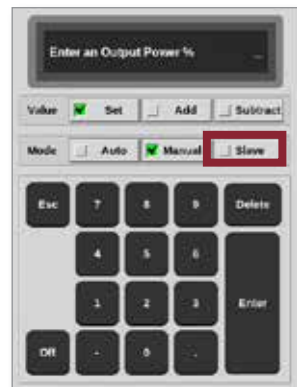 Enter an Output Power % _
Value Set Add Subtract
Mode Auto Manual Slave
Esc 7 8 9 Delete
4 5 6
1 2 3 Enter
Off - 0 .